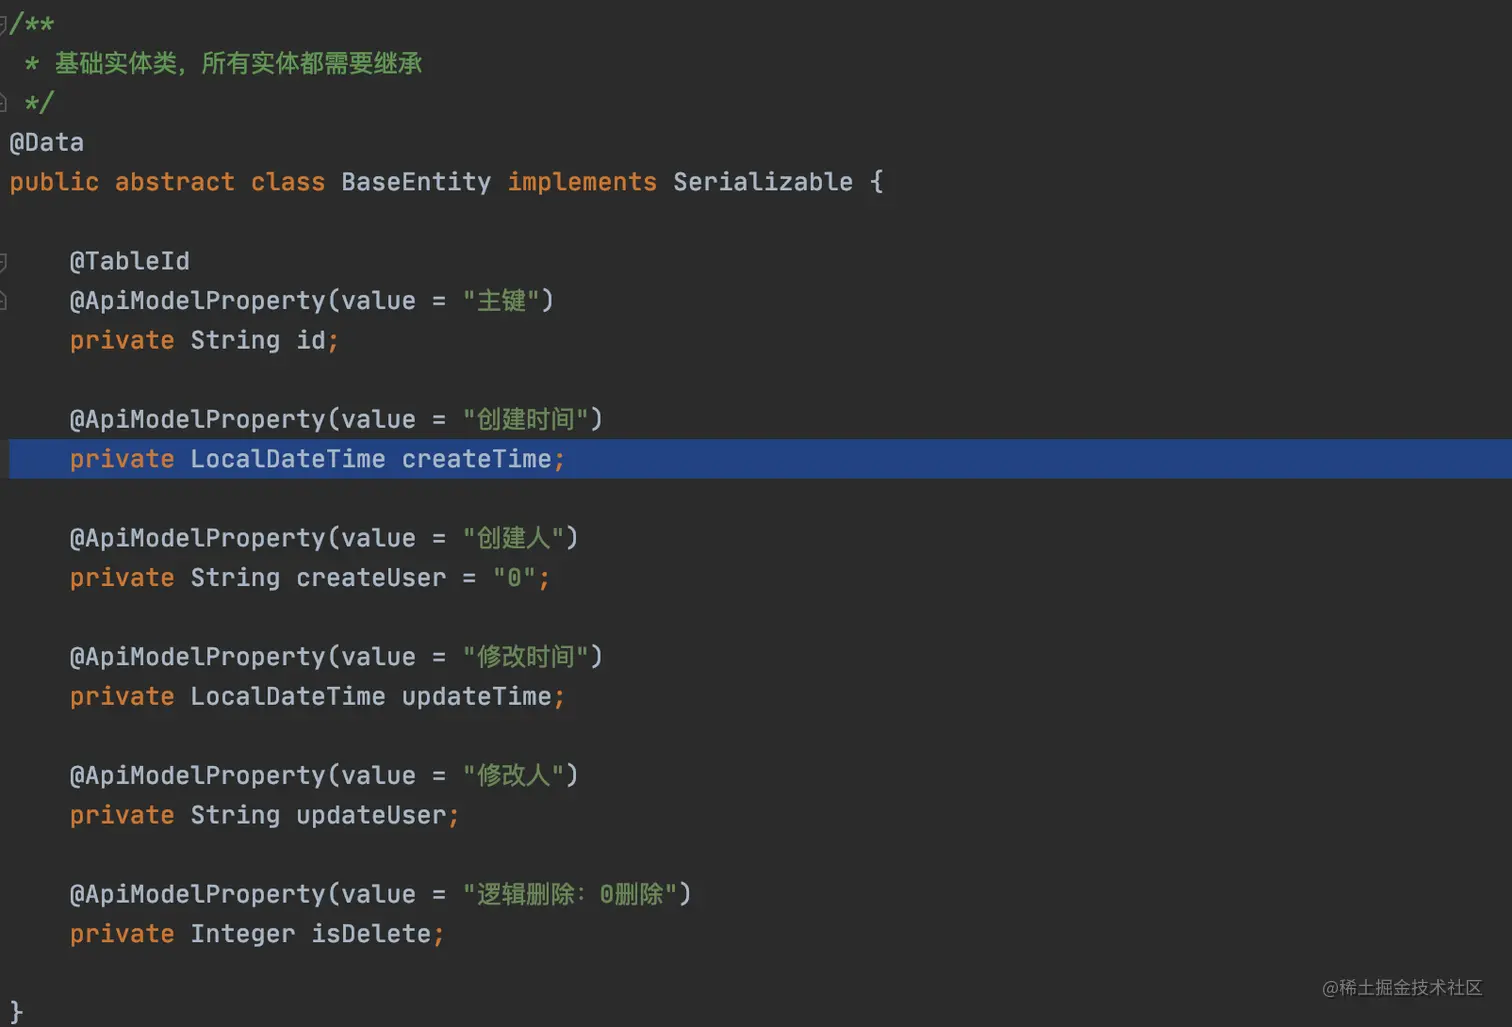 /**
 * 基础实体类，所有实体都需要继承
 */
@Data
public abstract class BaseEntity implements Serializable {
    @TableId
    @ApiModelProperty(value = "主键")
    private String id;
    @ApiModelProperty(value = "创建时间")
    private LocalDateTime createTime;
    @ApiModelProperty(value = "创建人")
    private String createUser = "0";
    @ApiModelProperty(value = "修改时间")
    private LocalDateTime updateTime;
    @ApiModelProperty(value = "修改人")
    private String updateUser;
    @ApiModelProperty(value = "逻辑删除：0删除")
    private Integer isDelete;
@稀土掘金技术社区
}